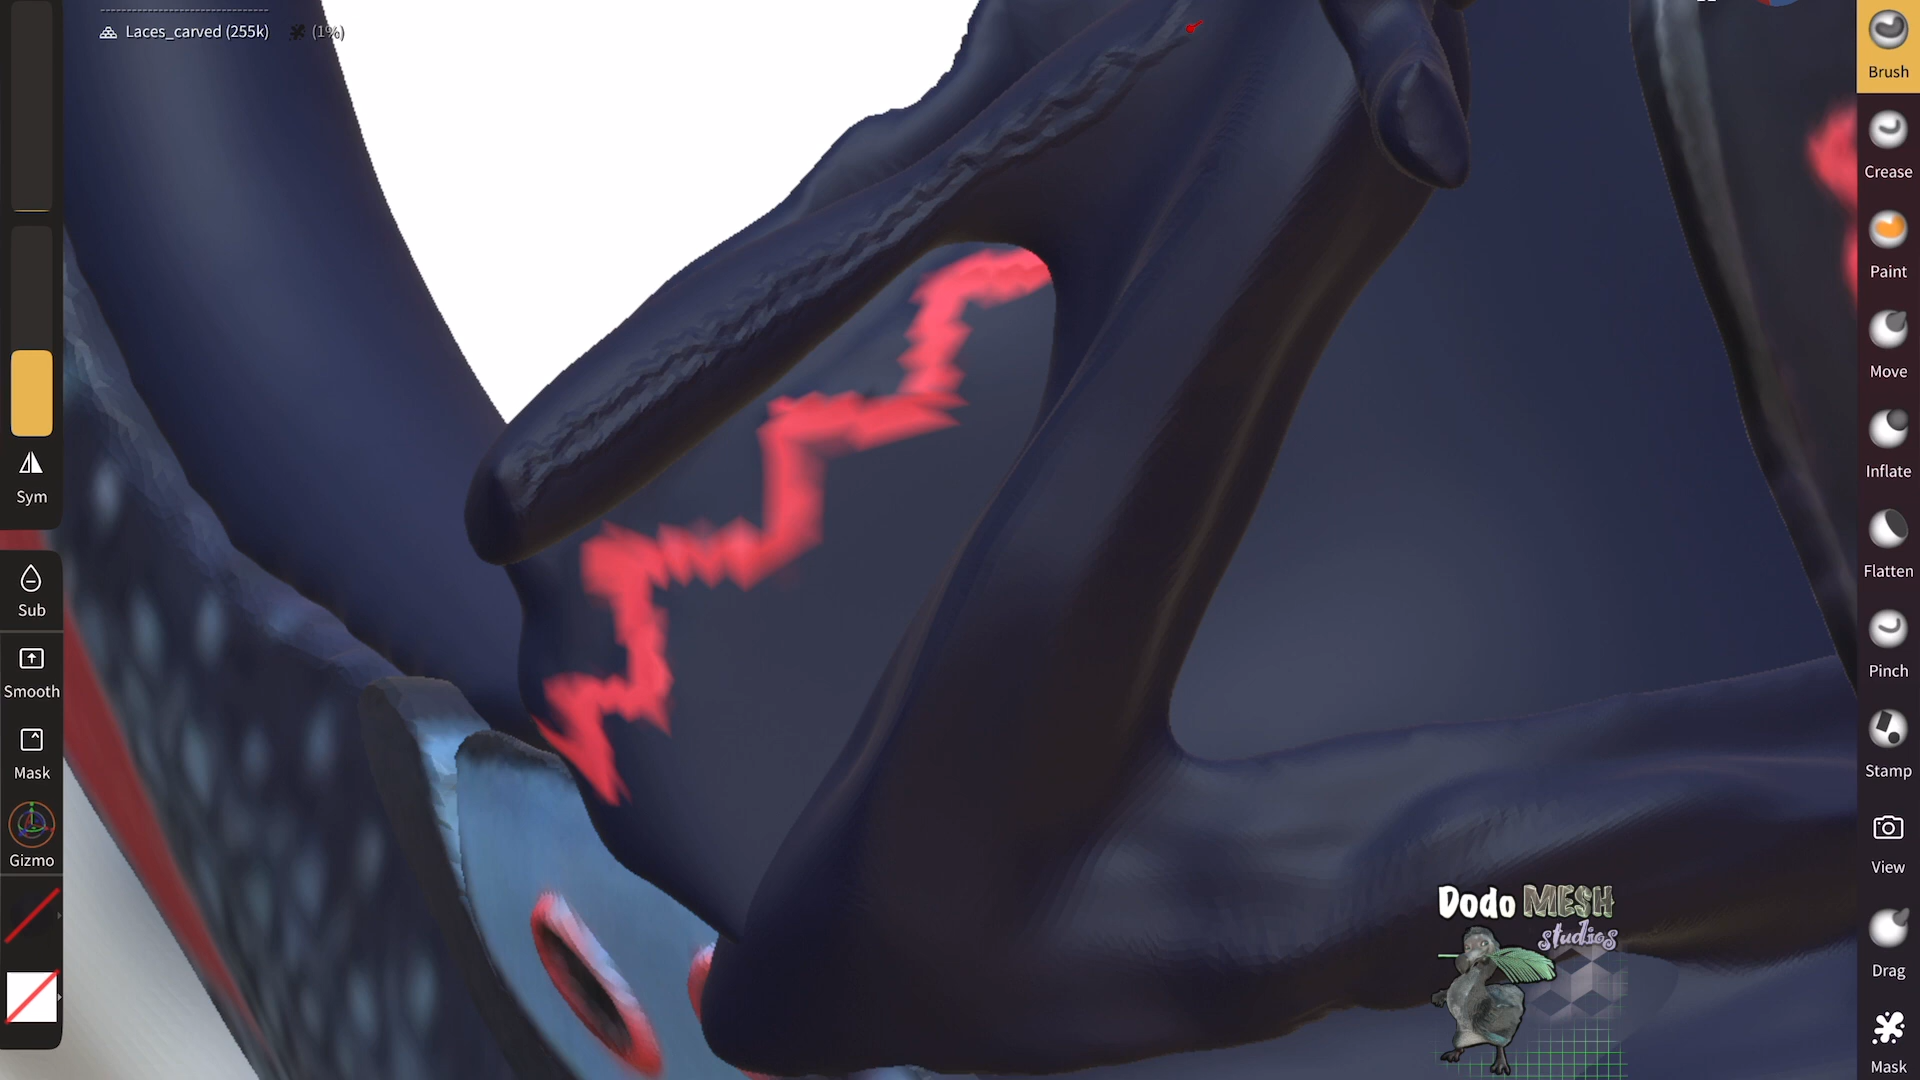 Laces_carved (255k) (1%)
Sym
Sub
Smooth
Mask
Gizmo
Brush
Crease
Paint
Move
Inflate
Flatten
Pinch
Stamp
View
Drag
Mask
Dodo MESH
studios